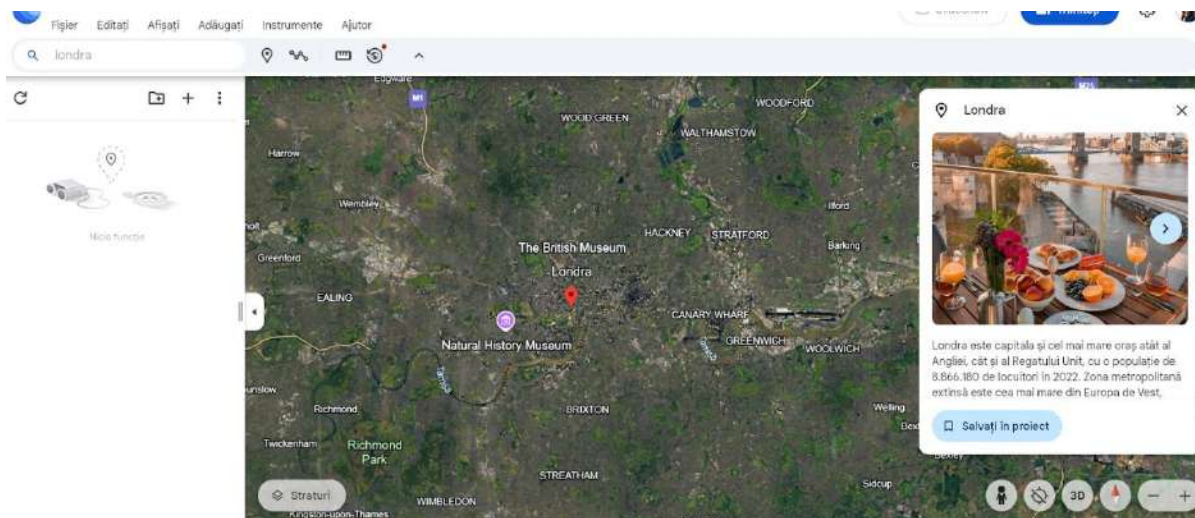 Fișier Editați Afișați Adăugați Instrumente Ajutor
londra
Nicio funcție
Edgware
M1
M25
WOODFORD
WOOD GREEN
WALTHAMSTOW
Harrow
Wembley
Ilford
HACKNEY
STRATFORD
Barking
The British Museum
Greenford
Londra
EALING
CANARY WHARF
Natural History Museum
GREENWICH
WOOLWICH
Richmond
BRIXTON
Welling
Twickenham
Richmond
Park
STREATHAM
Sidcup
Bexley
WIMBLEDON
Kingston-upon-Thames
Straturi
3D
Londra
Londra este capitala și cel mai mare oraș atât al
Angliei, cât și al Regatului Unit, cu o populație de
8.866.180 de locuitori în 2022. Zona metropolitană
extinsă este cea mai mare din Europa de Vest,
Salvați în proiect